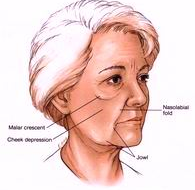 Nasolabial
fold
Malar crescent
Cheek depression
Jowl